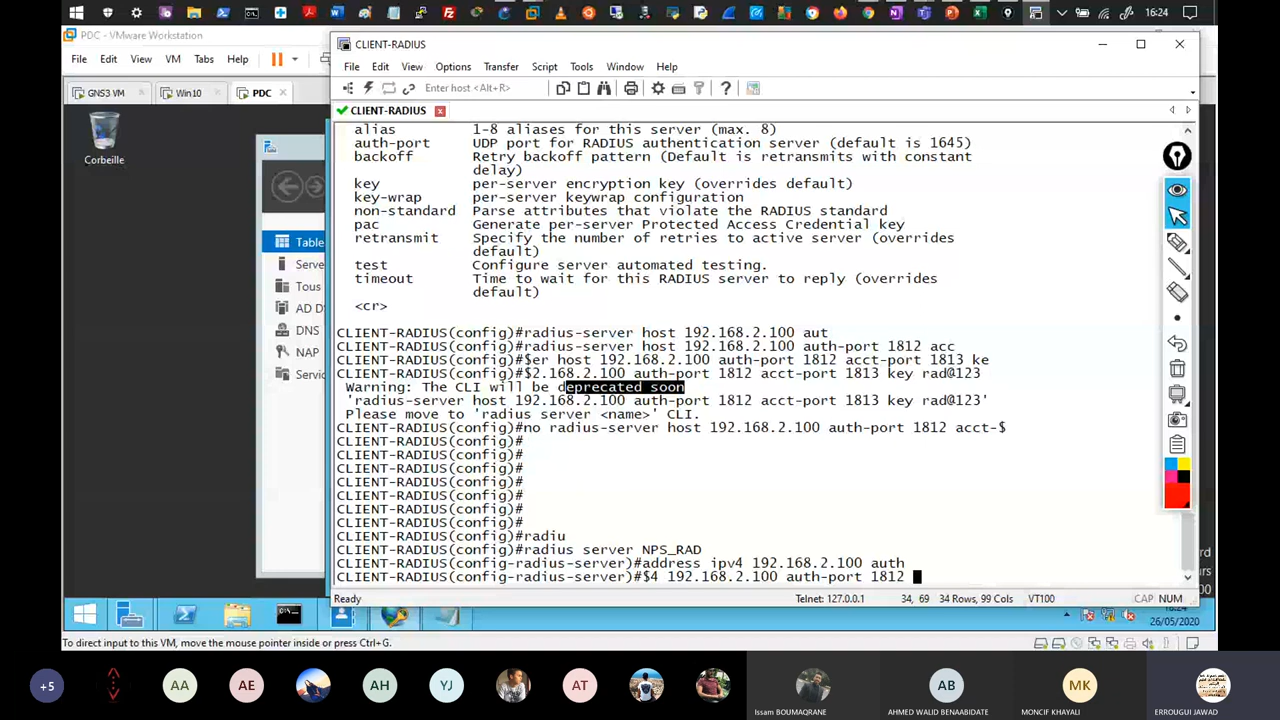 16:24
PDC - VMware Workstation
File Edit View VM Tabs Help
GNS3 VM
Win10
PDC
Corbeille
Table
Serve
Tous
AD D
DNS
NAP
Servic
CLIENT-RADIUS
File Edit View Options Transfer Script Tools Window Help
Enter host <Alt+R>
CLIENT-RADIUS
alias 1-8 aliases for this server (max. 8)
auth-port UDP port for RADIUS authentication server (default is 1645)
backoff Retry backoff pattern (Default is retransmits with constant
delay)
key per-server encryption key (overrides default)
key-wrap per-server keywrap configuration
non-standard Parse attributes that violate the RADIUS standard
pac Generate per-server Protected Access Credential key
retransmit Specify the number of retries to active server (overrides
default)
test Configure server automated testing.
timeout Time to wait for this RADIUS server to reply (overrides
default)
<cr>
CLIENT-RADIUS(config)#radius-server host 192.168.2.100 aut
CLIENT-RADIUS(config)#radius-server host 192.168.2.100 auth-port 1812 acc
CLIENT-RADIUS(config)#$er host 192.168.2.100 auth-port 1812 acct-port 1813 ke
CLIENT-RADIUS(config)#$2.168.2.100 auth-port 1812 acct-port 1813 key rad@123
Warning: The CLI will be deprecated soon
'radius-server host 192.168.2.100 auth-port 1812 acct-port 1813 key rad@123'
Please move to 'radius server <name>' CLI.
CLIENT-RADIUS(config)#no radius-server host 192.168.2.100 auth-port 1812 acct-$
CLIENT-RADIUS(config)#
CLIENT-RADIUS(config)#
CLIENT-RADIUS(config)#
CLIENT-RADIUS(config)#
CLIENT-RADIUS(config)#
CLIENT-RADIUS(config)#
CLIENT-RADIUS(config)#
CLIENT-RADIUS(config)#radiu
CLIENT-RADIUS(config)#radius server NPS_RAD
CLIENT-RADIUS(config-radius-server)#address ipv4 192.168.2.100 auth
CLIENT-RADIUS(config-radius-server)#$4 192.168.2.100 auth-port 1812
Ready Telnet: 127.0.0.1 34, 69 34 Rows, 99 Cols VT100 CAP NUM
26/05/2020
To direct input to this VM, move the mouse pointer inside or press Ctrl+G.
+5
AA
AE
AH
YJ
AT
Issam BOUMAQRANE
AB
AHMED WALID BENAABIDATE
MK
MONCIF KHAYALI
ERROUGUI JAWAD